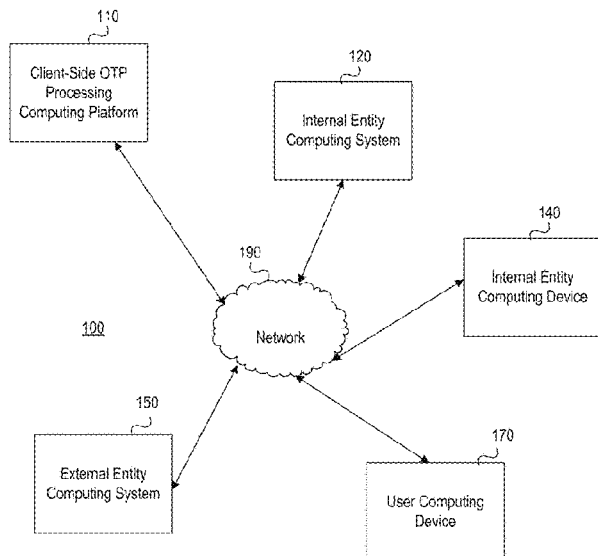 110
Client-Side OTP
Processing
Computing Platform
120
Internal Entity
Computing System
140
Internal Entity
Computing Device
190
Network
100
150
External Entity
Computing System
170
User Computing
Device